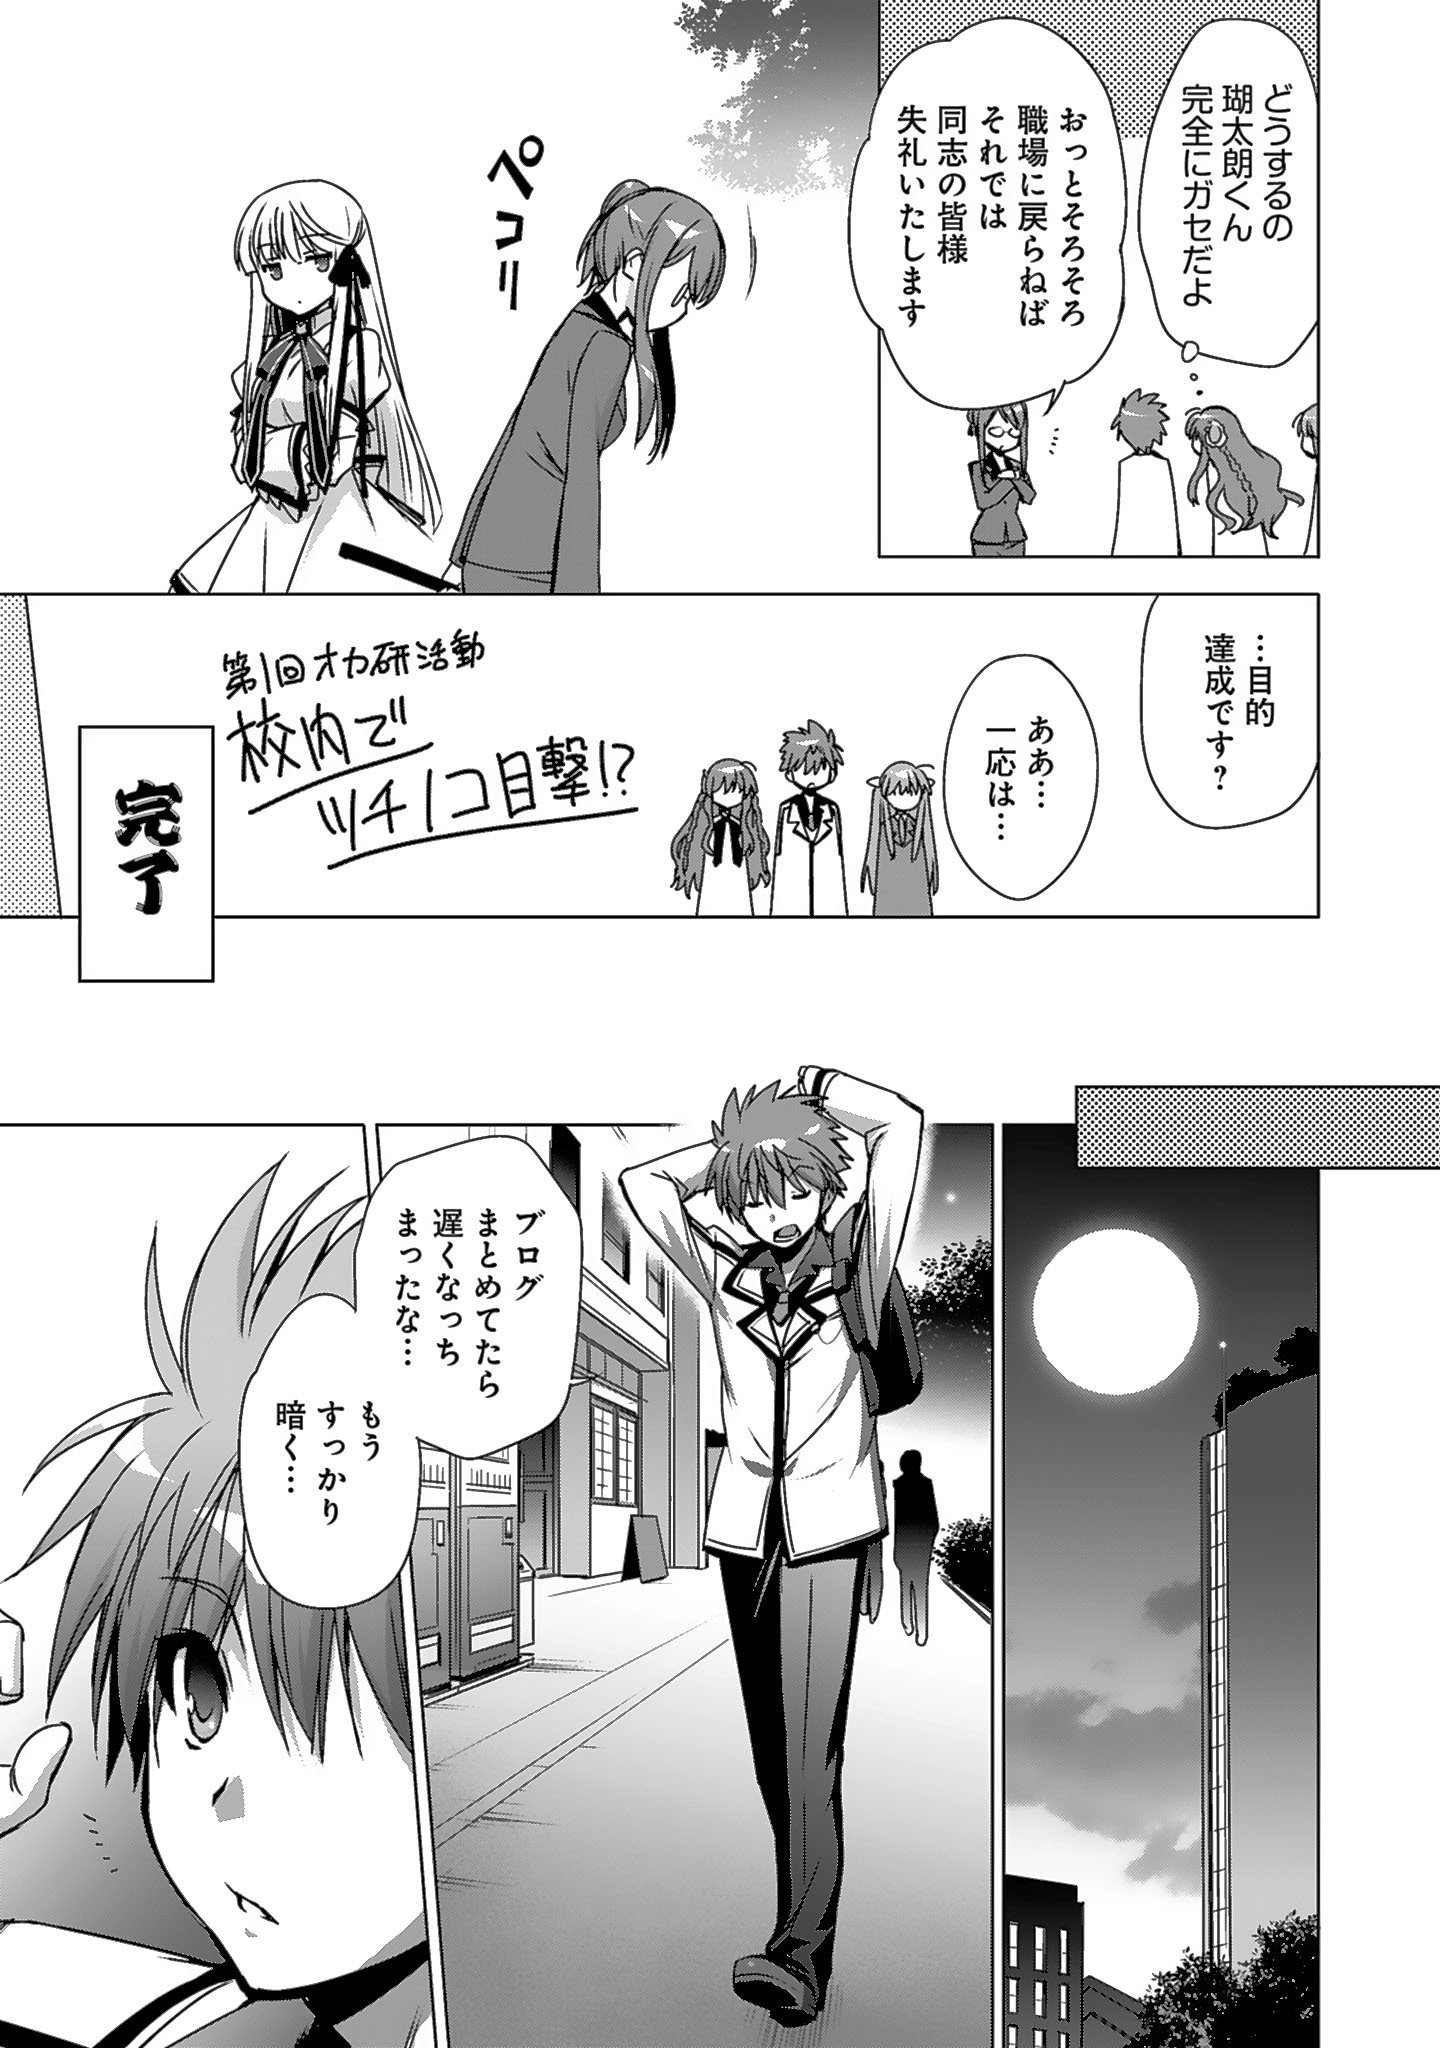 どうするの
瑚太朗くん
完全にガセだよ
おっとそろそろ
職場に戻らねば
それでは
同志の皆様
失礼いたします
ペコリ
…目的
達成です?
ああ…
一応は…
第1回オカ研活動
校内で
ツチノコ目撃!?
完了
ブログ
まとめてたら
遅くなっち
まったな…
もう
すっかり
暗く…